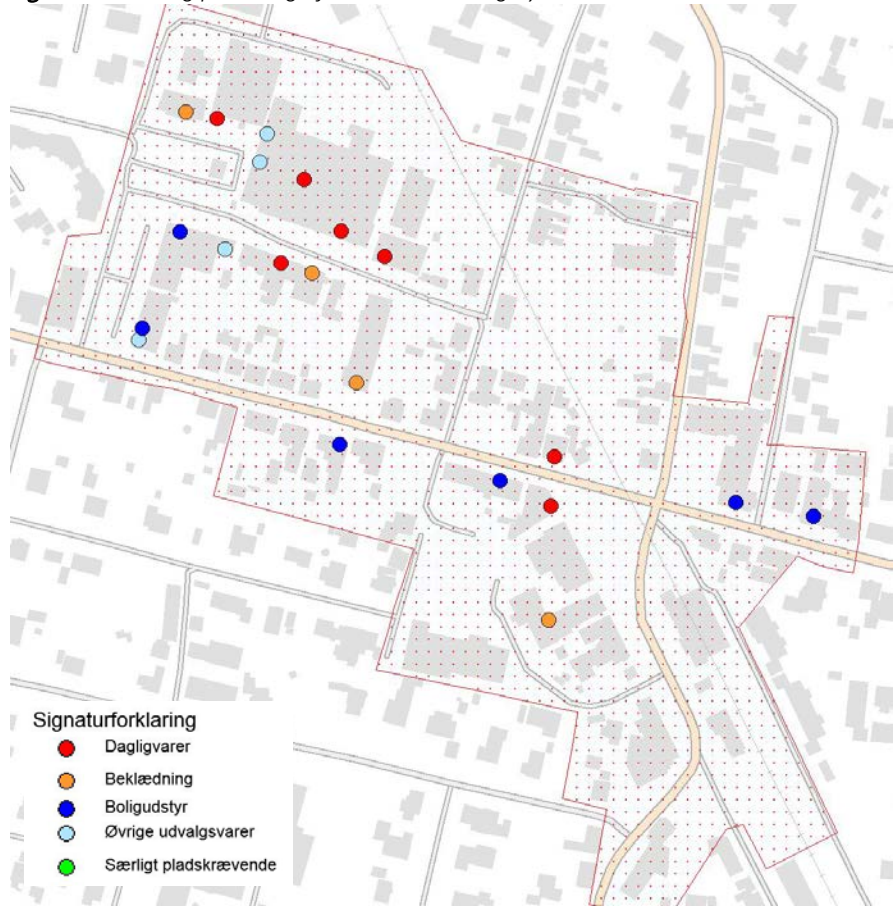 Signaturforklaring
Dagligvarer
Beklædning
Boligudstyr
Øvrige udvalgsvarer
Særligt pladskrævende